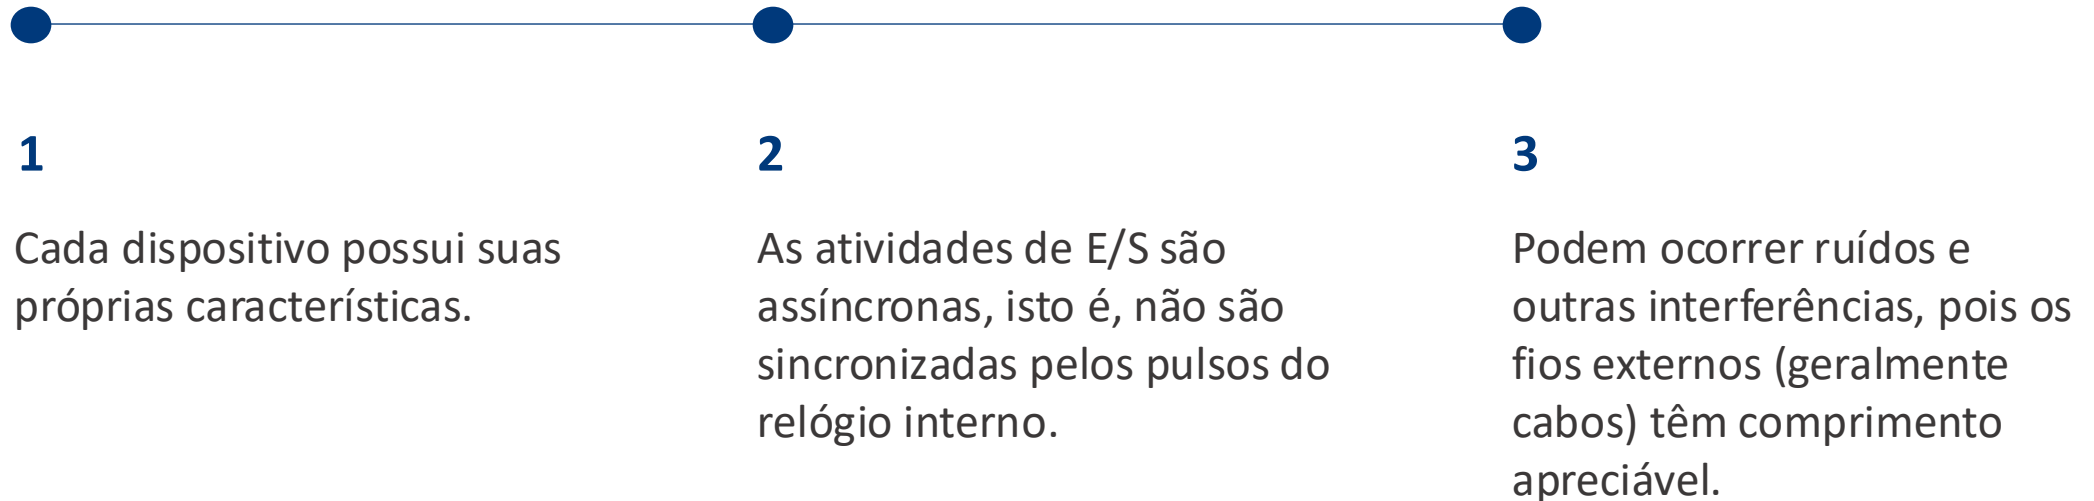 1
Cada dispositivo possui suas
próprias características.
2
As atividades de E/S são
assíncronas, isto é, não são
sincronizadas pelos pulsos do
relógio interno.
3
Podem ocorrer ruídos e
outras interferências, pois os
fios externos (geralmente
cabos) têm comprimento
apreciável.